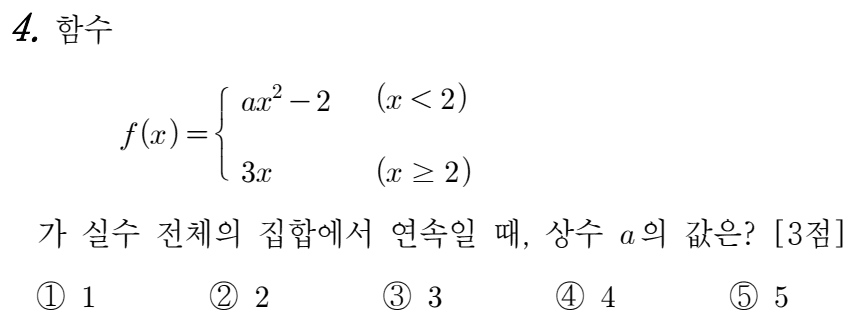 4. 함수
f(x) = { ax² − 2 (x < 2)
3x (x ≥ 2)
가 실수 전체의 집합에서 연속일 때, 상수 a의 값은? [3점]
① 1 ② 2 ③ 3 ④ 4 ⑤ 5